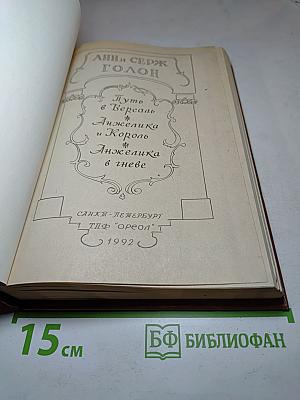 АНН и СЕРЖ
ГОЛОН
Путь
в Версаль
*
Анжелика
и Король
*
Анжелика
в гневе
САНКТ-ПЕТЕРБУРГ
ТПФ "ОРЕОЛ"
1992
15 см
БФ БИБЛИОФАН